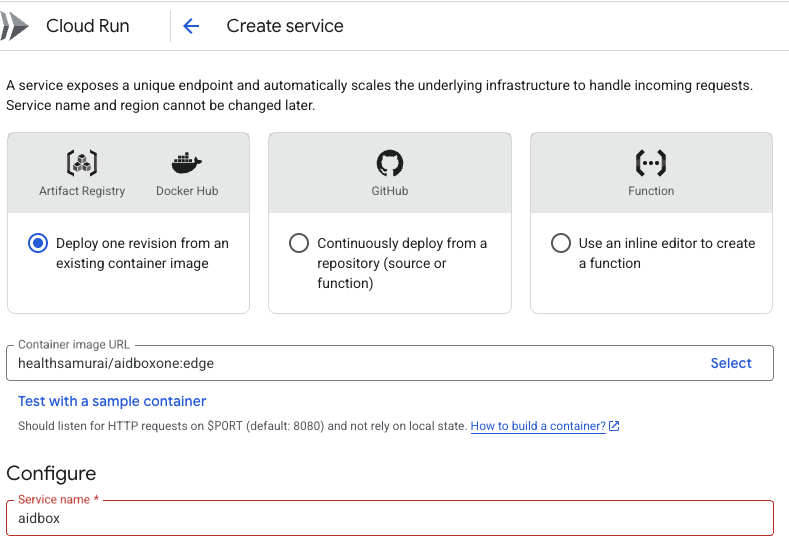 Cloud Run
Create service
A service exposes a unique endpoint and automatically scales the underlying infrastructure to handle incoming requests.
Service name and region cannot be changed later.
Artifact Registry
Docker Hub
GitHub
Function
Deploy one revision from an
existing container image
Continuously deploy from a
repository (source or
function)
Use an inline editor to create
a function
Container image URL
healthsamurai/aidboxone:edge
Select
Test with a sample container
Should listen for HTTP requests on $PORT (default: 8080) and not rely on local state. How to build a container?
Configure
Service name *
aidbox